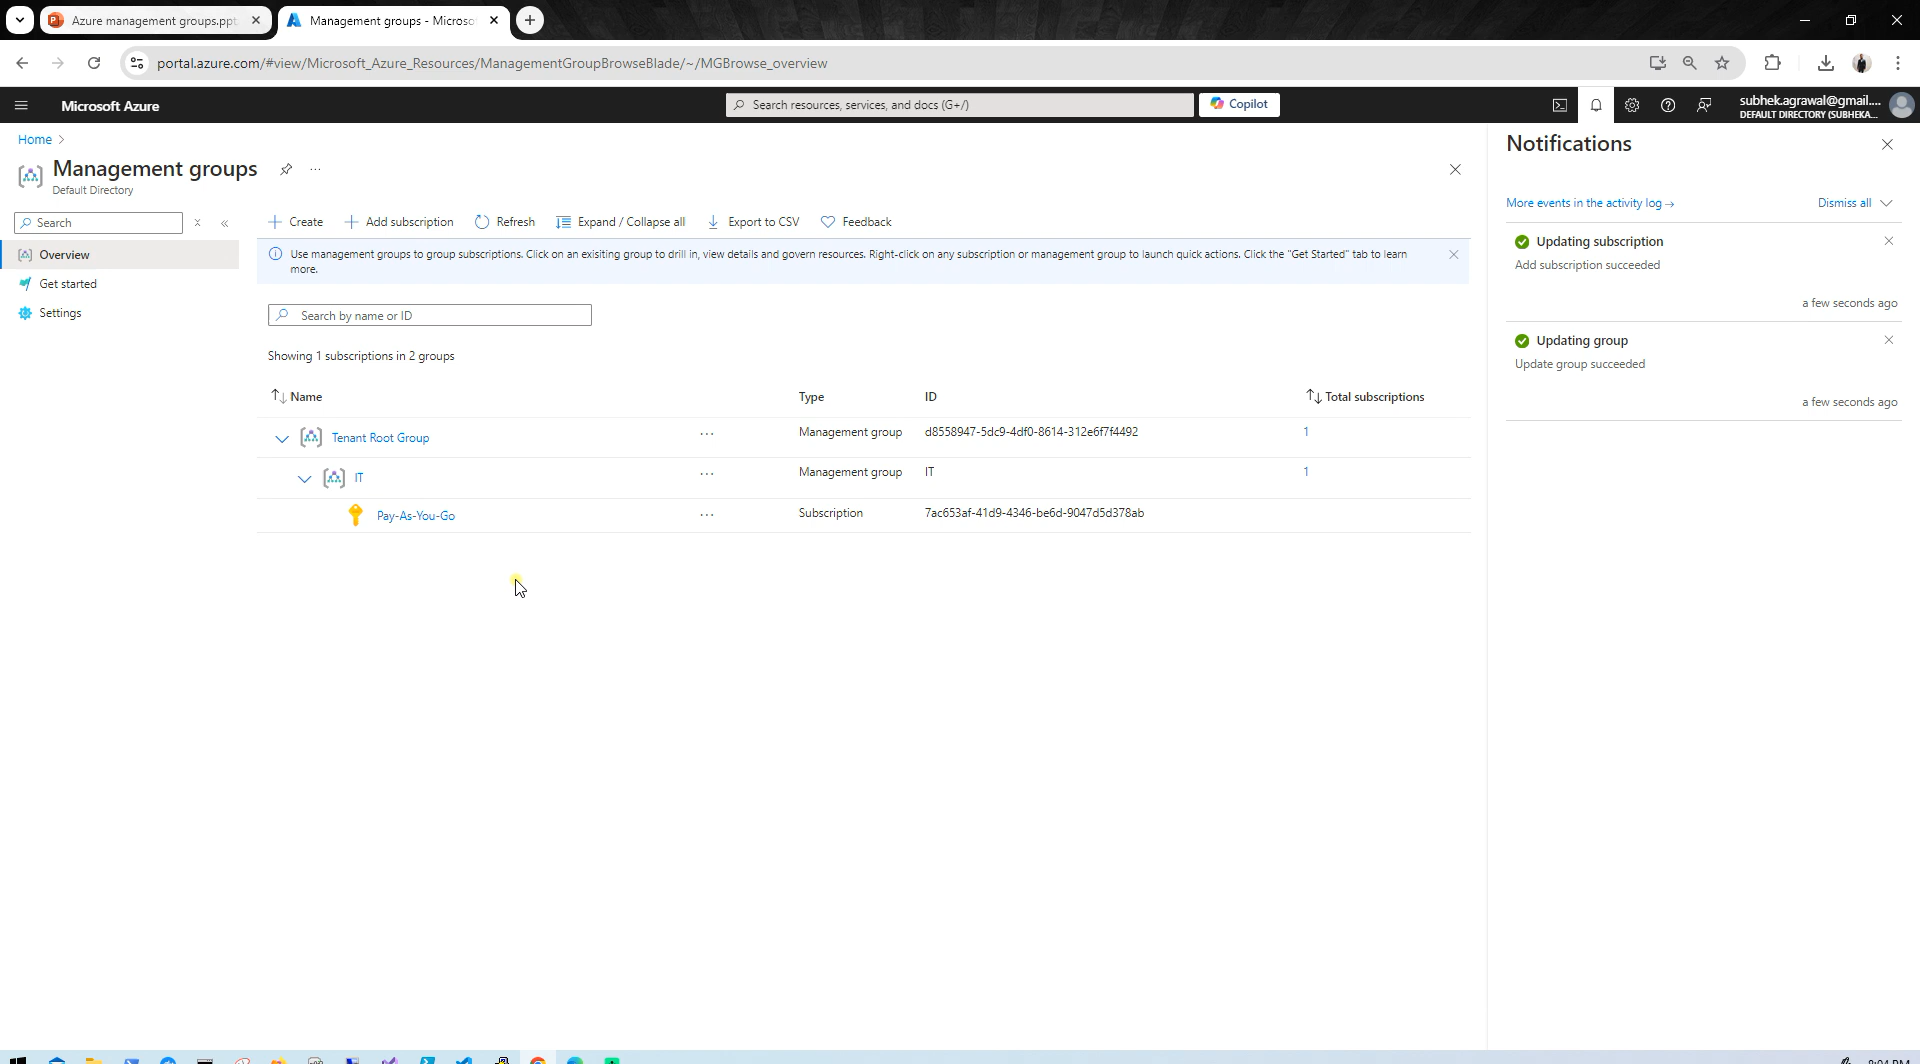 Azure management groups.ppt
Management groups - Microso
portal.azure.com/#view/Microsoft_Azure_Resources/ManagementGroupBrowseBlade/~/MGBrowse_overview
Microsoft Azure
Search resources, services, and docs (G+/)
Copilot
subhek.agrawal@gmail....
DEFAULT DIRECTORY (SUBHEKA...
Home
Management groups
Default Directory
Search
Overview
Get started
Settings
Create
Add subscription
Refresh
Expand / Collapse all
Export to CSV
Feedback
Use management groups to group subscriptions. Click on an exisiting group to drill in, view details and govern resources. Right-click on any subscription or management group to launch quick actions. Click the "Get Started" tab to learn
more.
Search by name or ID
Showing 1 subscriptions in 2 groups
Name Type ID Total subscriptions
Tenant Root Group ... Management group d8558947-5dc9-4df0-8614-312e6f7f4492 1
IT ... Management group IT 1
Pay-As-You-Go ... Subscription 7ac653af-41d9-4346-be6d-9047d5d378ab
Notifications
More events in the activity log →
Dismiss all
Updating subscription
Add subscription succeeded
a few seconds ago
Updating group
Update group succeeded
a few seconds ago